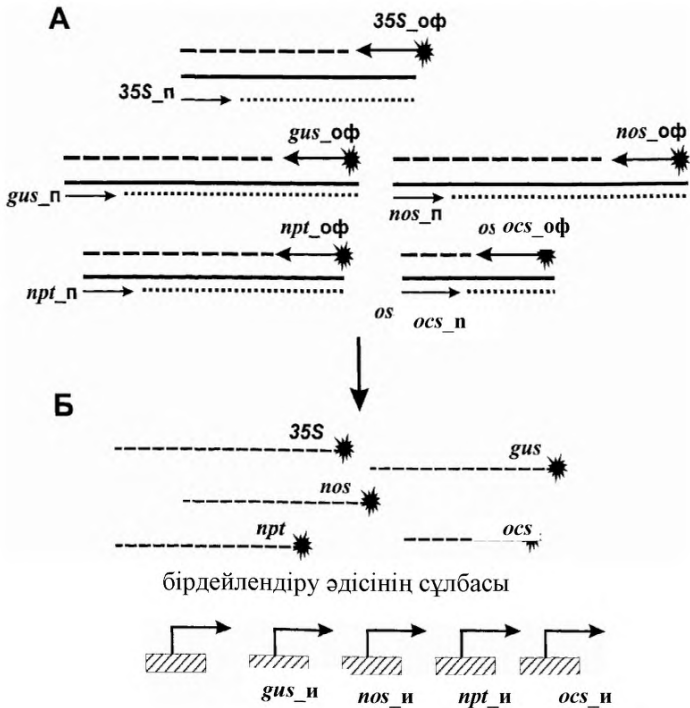 А
35S_оф
35S_п
gus_оф
nos_оф
gus_п
nos_п
npt_оф
os ocs_оф
npt_п
os
ocs_п
Б
35S
gus
nos
npt
ocs
бірдейлендіру әдісінің сұлбасы
gus_и
nos_и
npt_и
ocs_и